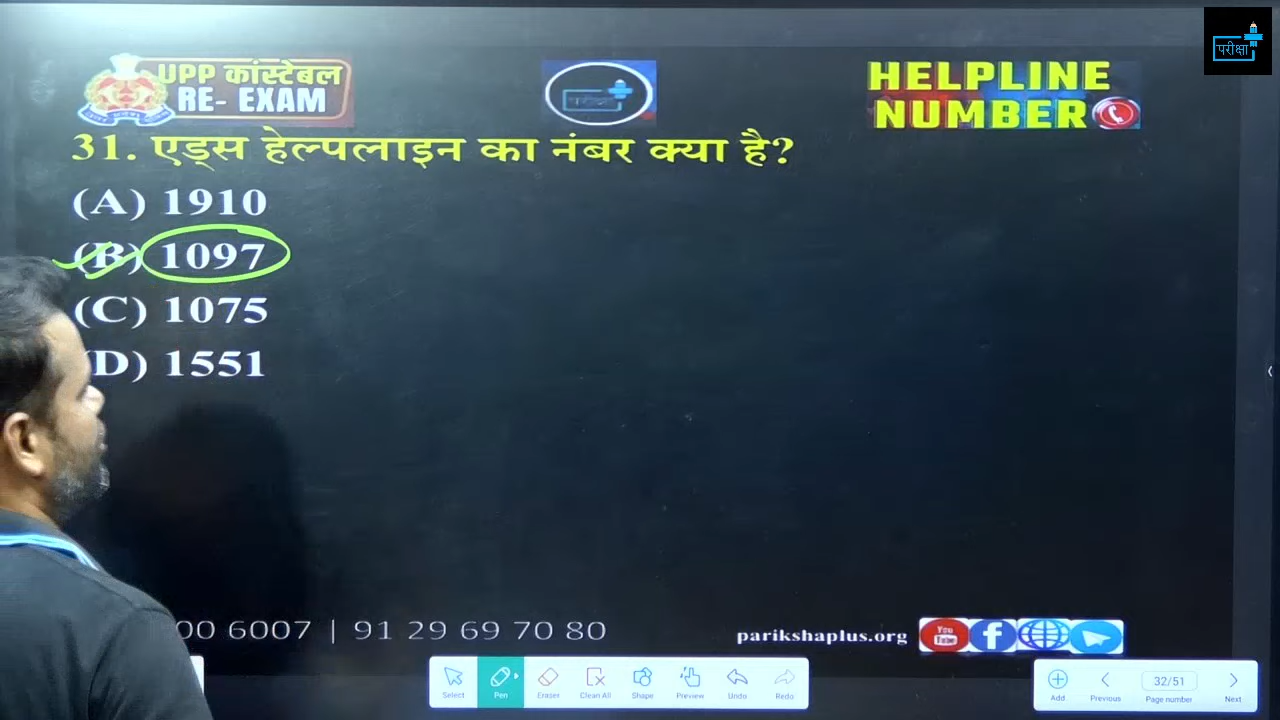 परीक्षा
UPP कांस्टेबल
RE- EXAM
HELPLINE
NUMBER
31. एड्स हेल्पलाइन का नंबर क्या है?
(A) 1910
(B) 1097
(C) 1075
(D) 1551
00 6007 | 91 29 69 70 80
parikshaplus.org
You
Tube
Select
Pen
Eraser
Clean All
Shape
Preview
Undo
Redo
Add
Previous
32/51
Page number
Next